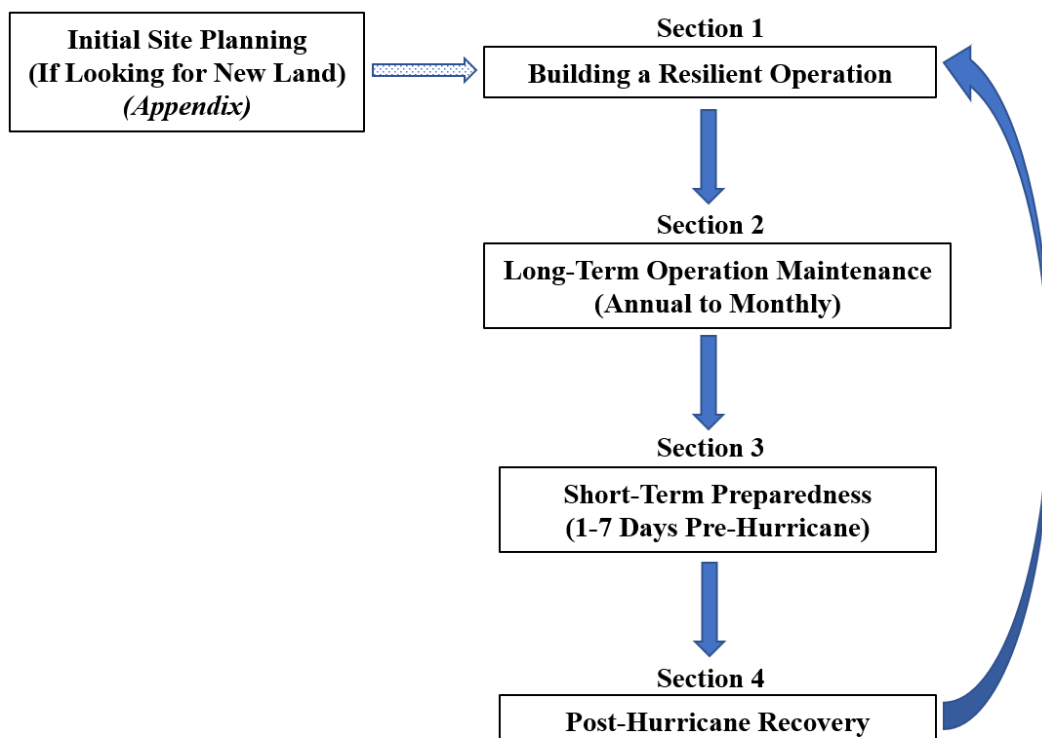 Initial Site Planning
(If Looking for New Land)
(Appendix)
Section 1
Building a Resilient Operation
Section 2
Long-Term Operation Maintenance
(Annual to Monthly)
Section 3
Short-Term Preparedness
(1-7 Days Pre-Hurricane)
Section 4
Post-Hurricane Recovery